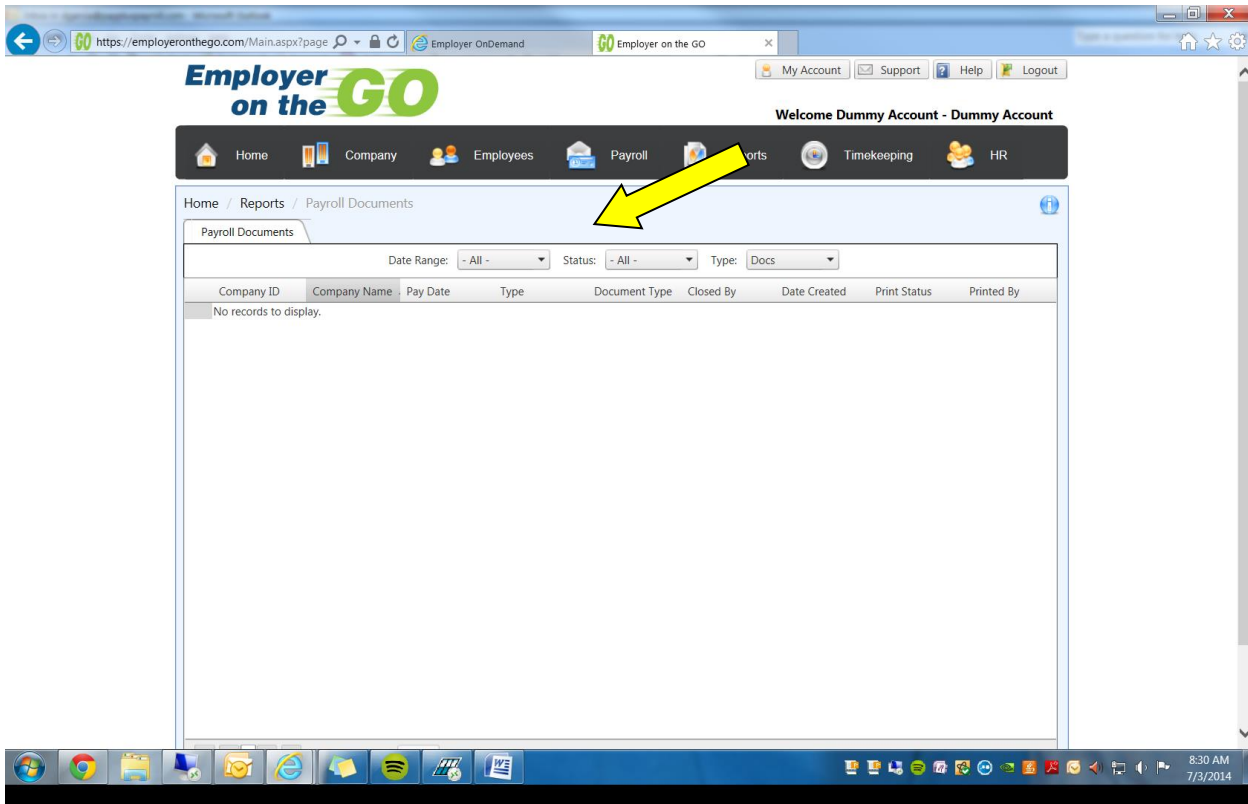 https://employeronthego.com/Main.aspx?page
Employer OnDemand
GO Employer on the GO
Employer
on the GO
My Account Support Help Logout
Welcome Dummy Account - Dummy Account
Home Company Employees Payroll orts Timekeeping HR
Home / Reports / Payroll Documents
Payroll Documents
Date Range: - All - Status: - All - Type: Docs
Company ID Company Name Pay Date Type Document Type Closed By Date Created Print Status Printed By
No records to display.
8:30 AM
7/3/2014